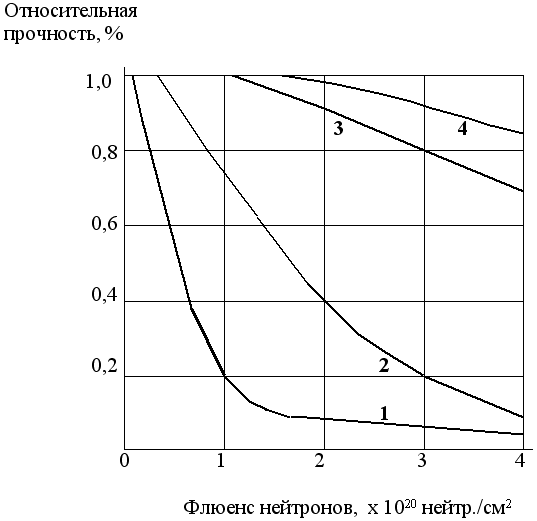 Относительная
прочность, %
1,0
0,8
0,6
0,4
0,2
3
4
2
1
0 1 2 3 4
Флюенс нейтронов, х 10²⁰ нейтр./см²